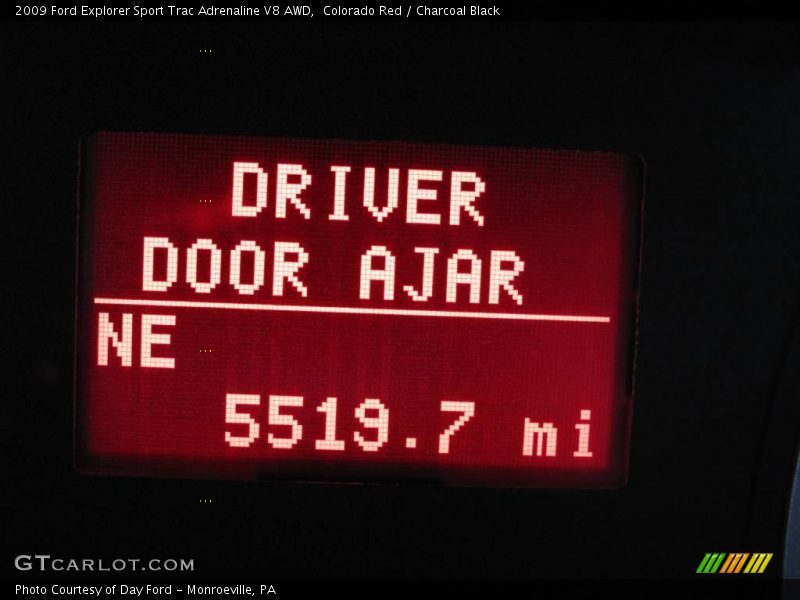 2009 Ford Explorer Sport Trac Adrenaline V8 AWD,  Colorado Red / Charcoal Black
DRIVER
DOOR AJAR
NE
5519.7 mi
GTCARLOT.COM
Photo Courtesy of Day Ford - Monroeville, PA